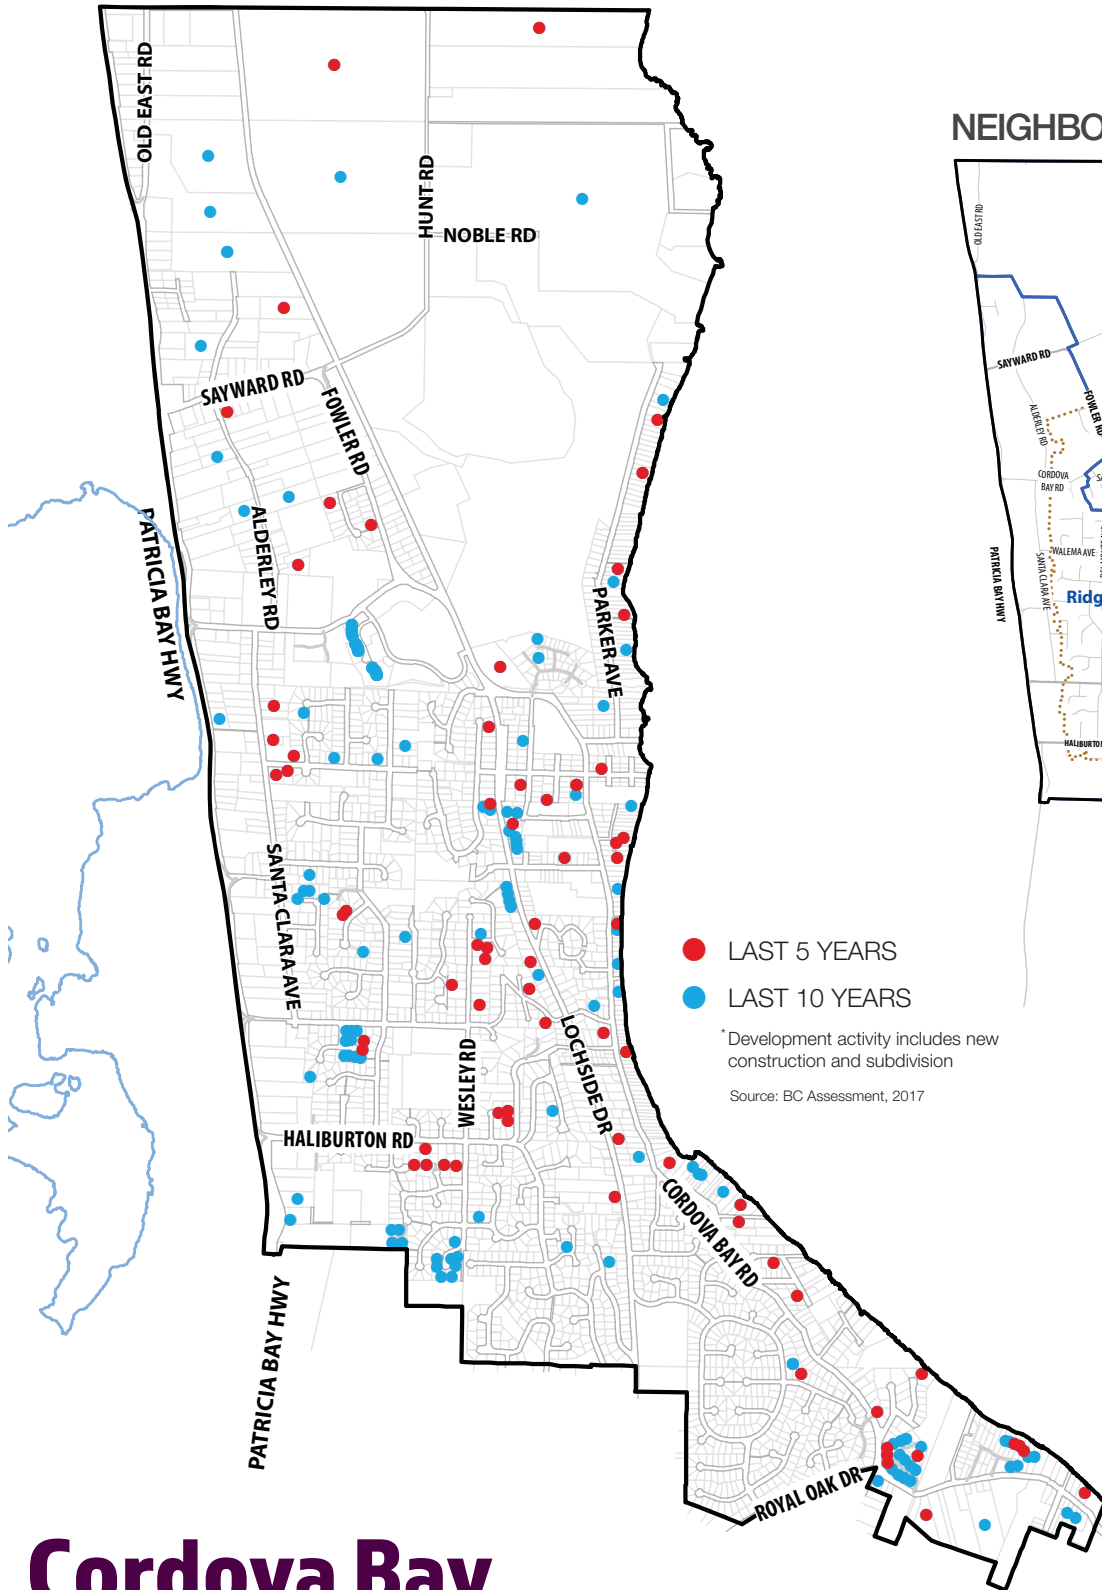 OLD EAST RD
HUNT RD
NOBLE RD
SAYWARD RD
FOWLER RD
PATRICIA BAY HWY
ALDERLEY RD
PARKER AVE
SANTA CLARA AVE
WESLEY RD
LOCHSIDE DR
HALIBURTON RD
CORDOVA BAY RD
PATRICIA BAY HWY
ROYAL OAK DR
LAST 5 YEARS
LAST 10 YEARS
*Development activity includes new
construction and subdivision
Source: BC Assessment, 2017
NEIGHBO
OLD EAST RD
SAYWARD RD
FOWLER RD
ALDERLEY RD
CORDOVA
BAY RD
WALEMA AVE
SANTA CLARA AVE
PATRICIA BAY HWY
Ridg
HALIBURTON
Cordova Bay